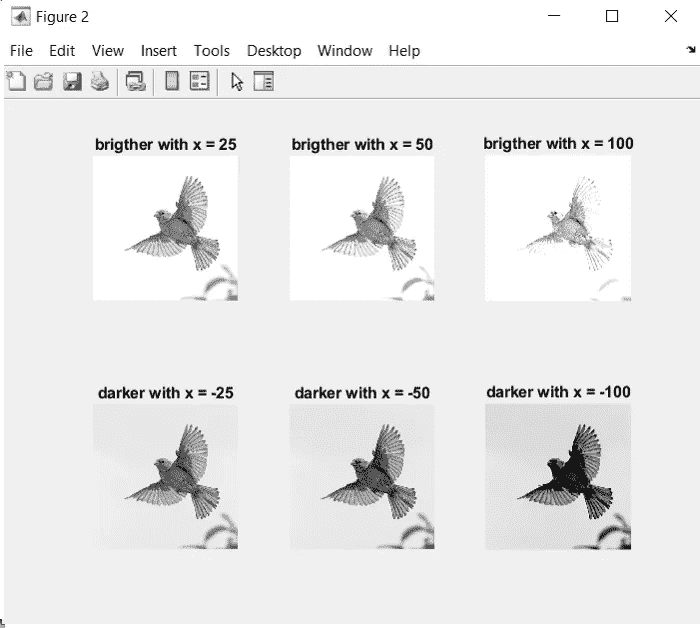 Figure 2
File Edit View Insert Tools Desktop Window Help
brigther with x = 25 brigther with x = 50 brigther with x = 100
darker with x = -25 darker with x = -50 darker with x = -100